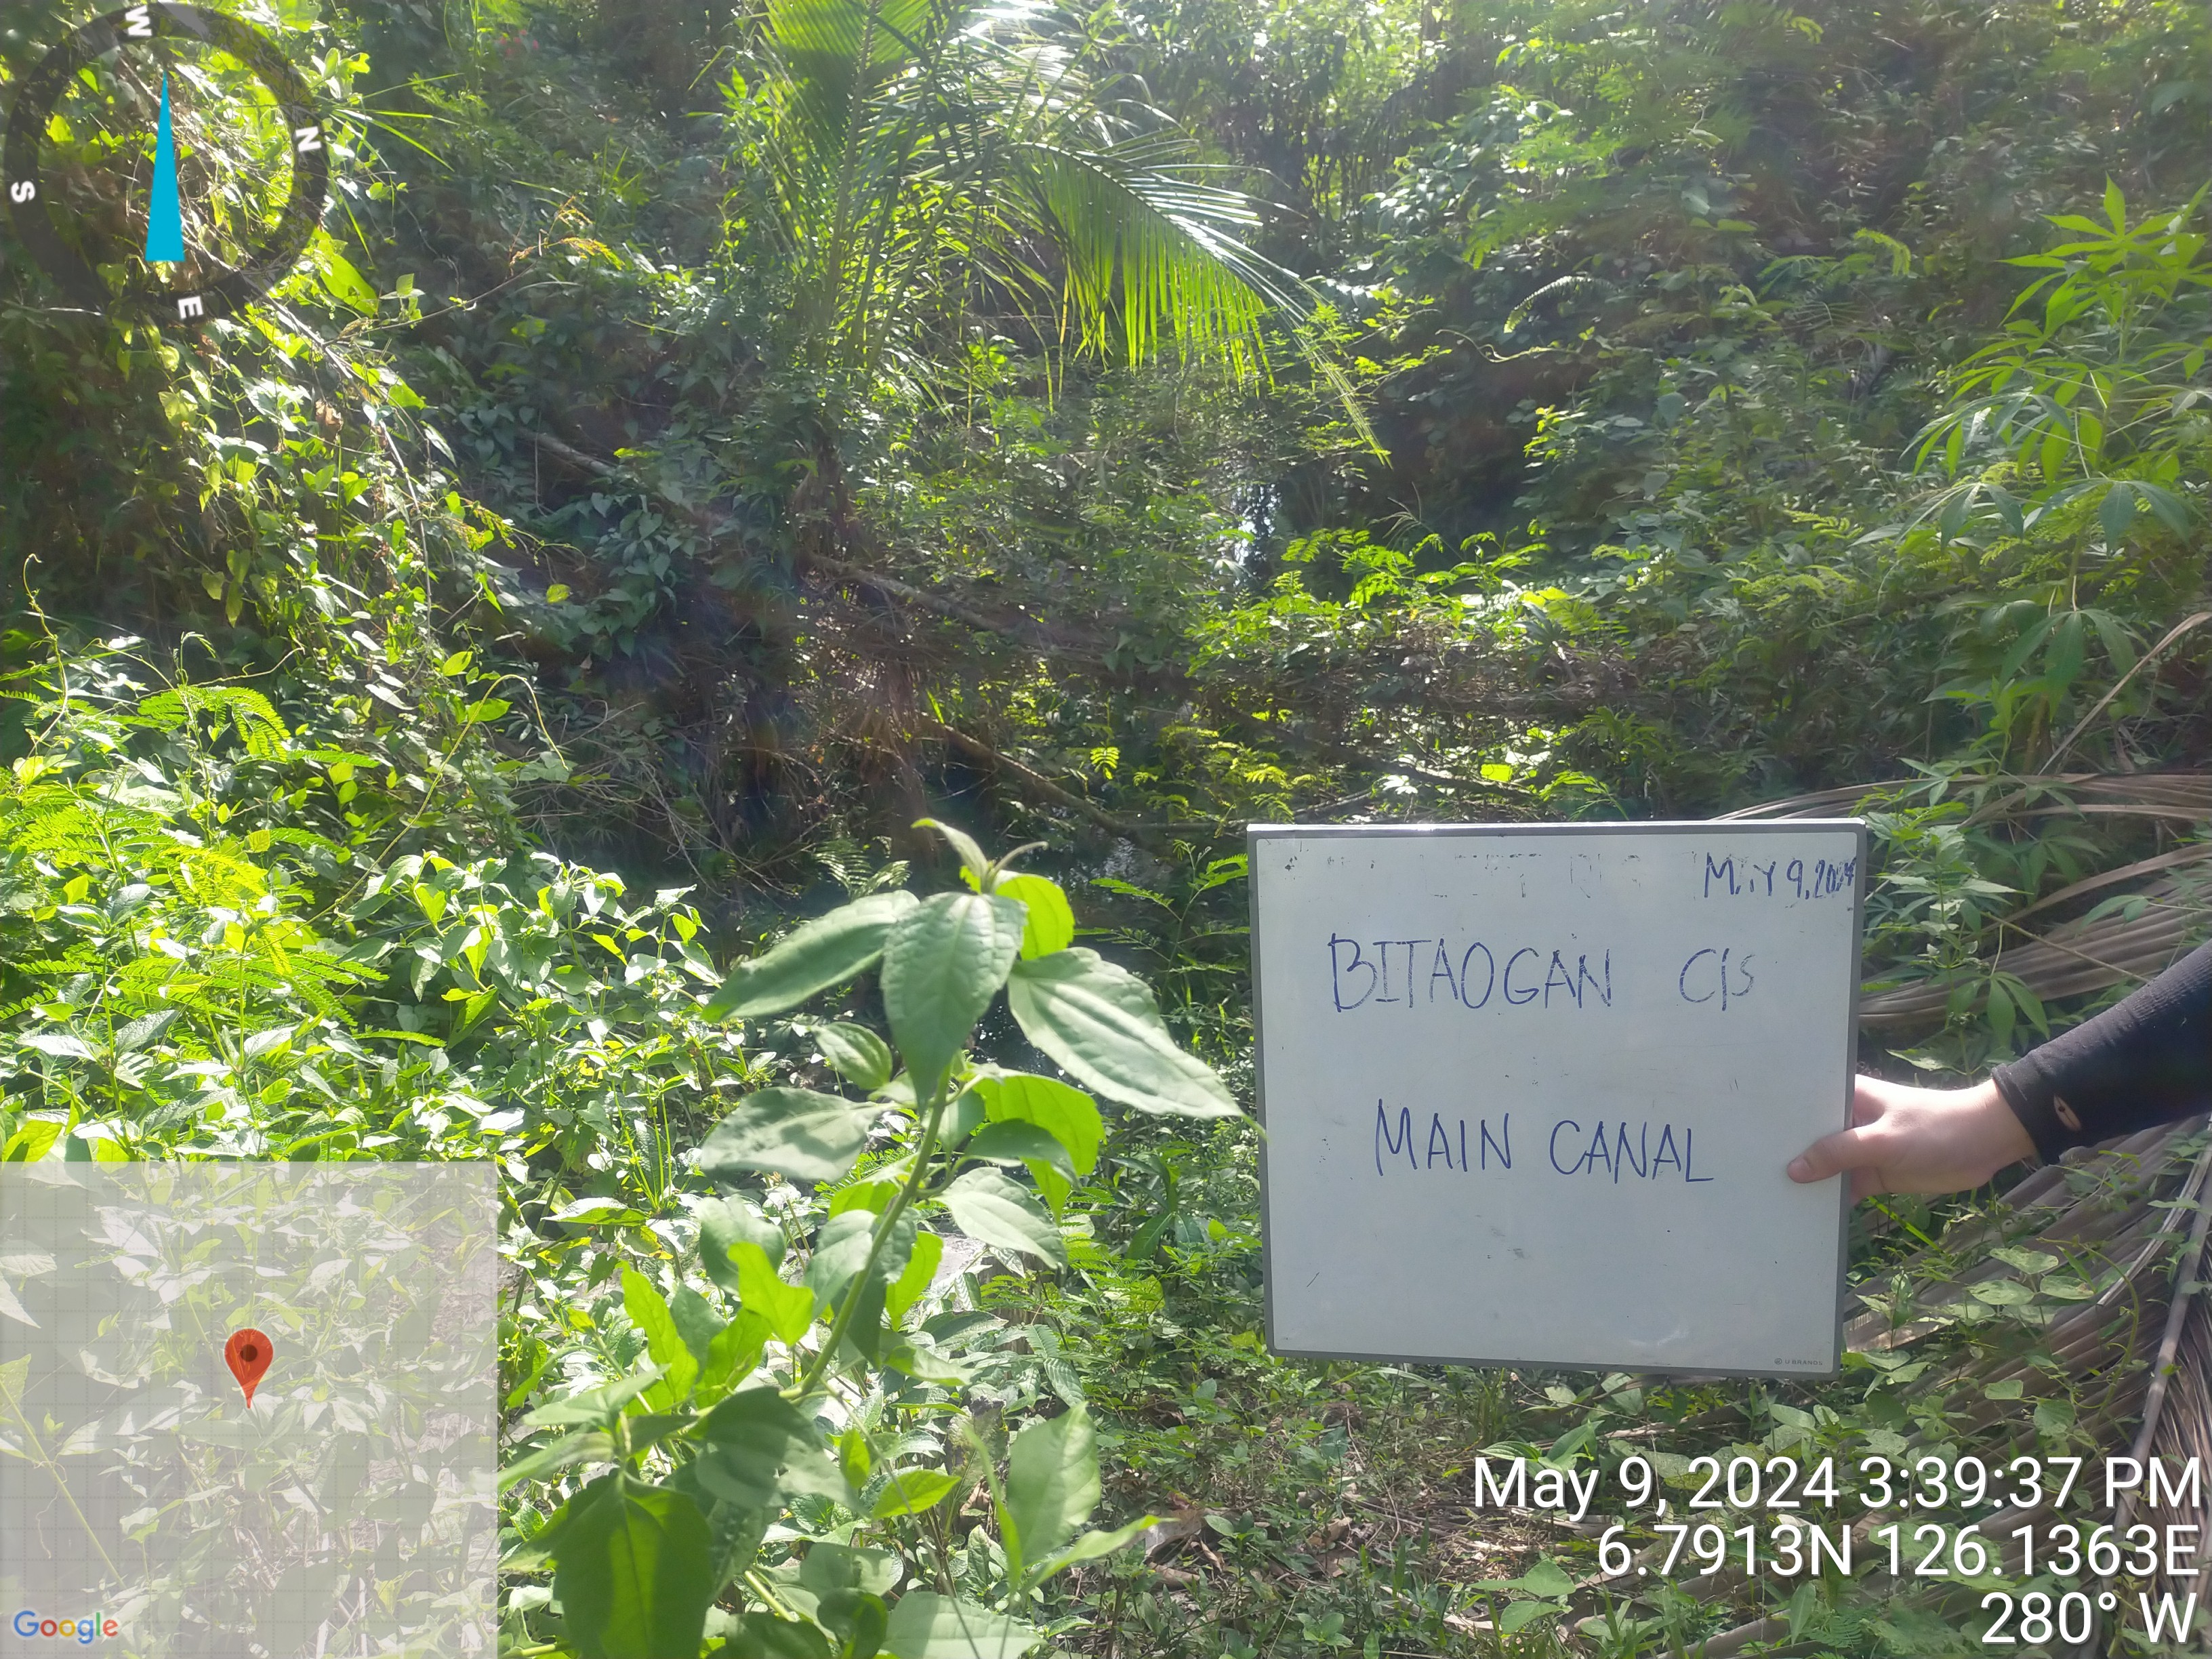 W
N
S
E
MAY 9, 2024
BITAOGAN CIS
MAIN CANAL
U BRANDS
May 9, 2024 3:39:37 PM
6.7913N 126.1363E
280° W
Google